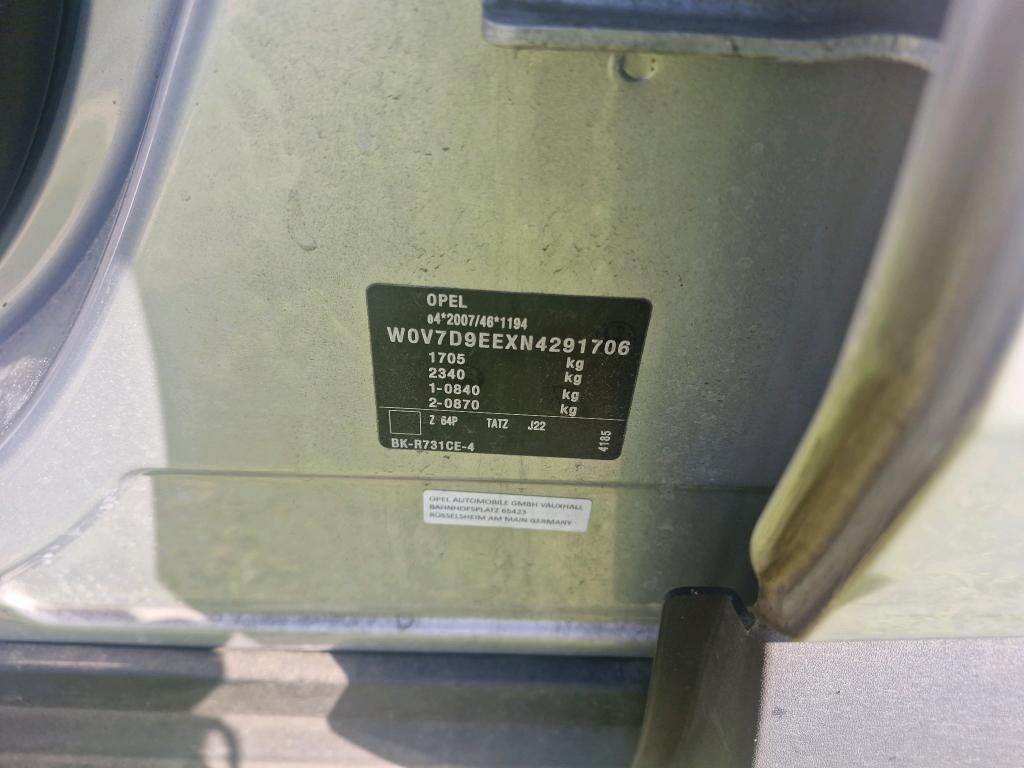 OPEL
e4*2007/46*1194
W0V7D9EEXN4291706
1705 kg
2340 kg
1-0840 kg
2-0870 kg
Z 64P TATZ J22
4185
BK-R731CE-4
OPEL AUTOMOBILE GMBH VAUXHALL
BAHNHOFSPLATZ 65423
RÜSSELSHEIM AM MAIN GERMANY